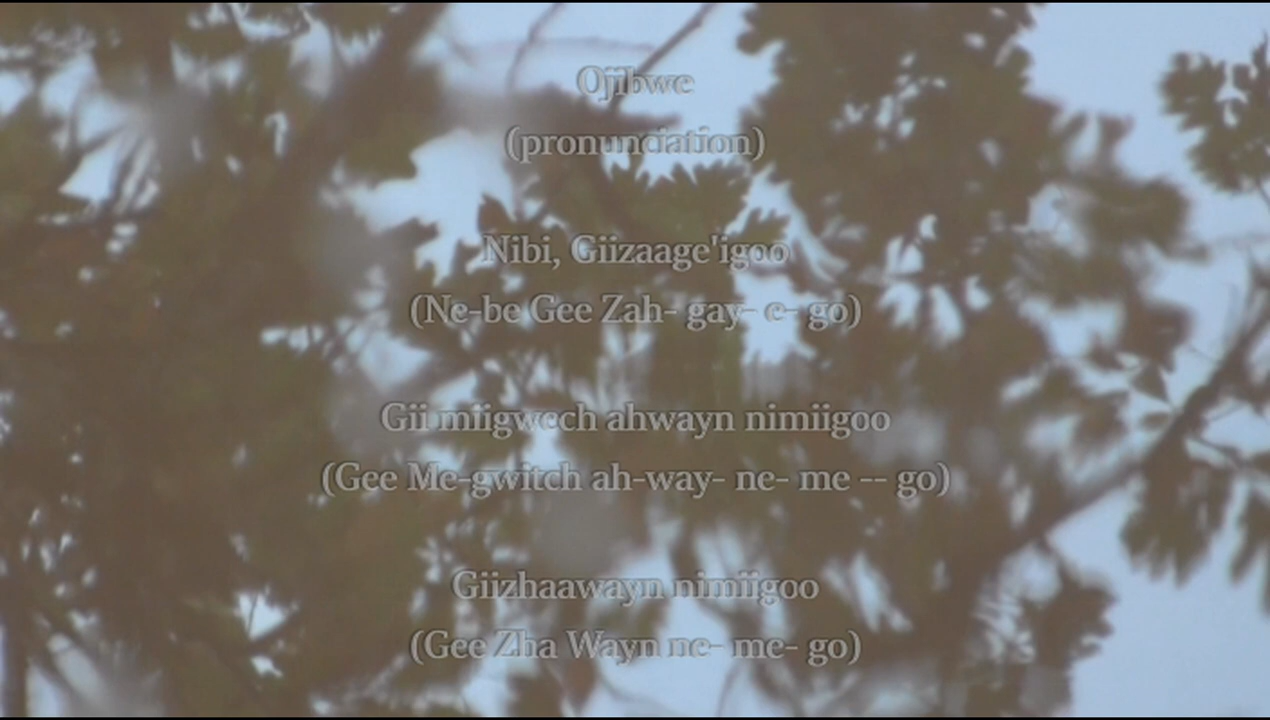 Ojibwe
(pronunciation)
Nibi, Giizaage'igoo
(Ne-be Gee Zah- gay- e- go)
Gii miigwech ahwayn nimiigoo
(Gee Me-gwitch ah-way- ne- me -- go)
Giizhaawayn nimiigoo
(Gee Zha Wayn ne- me- go)